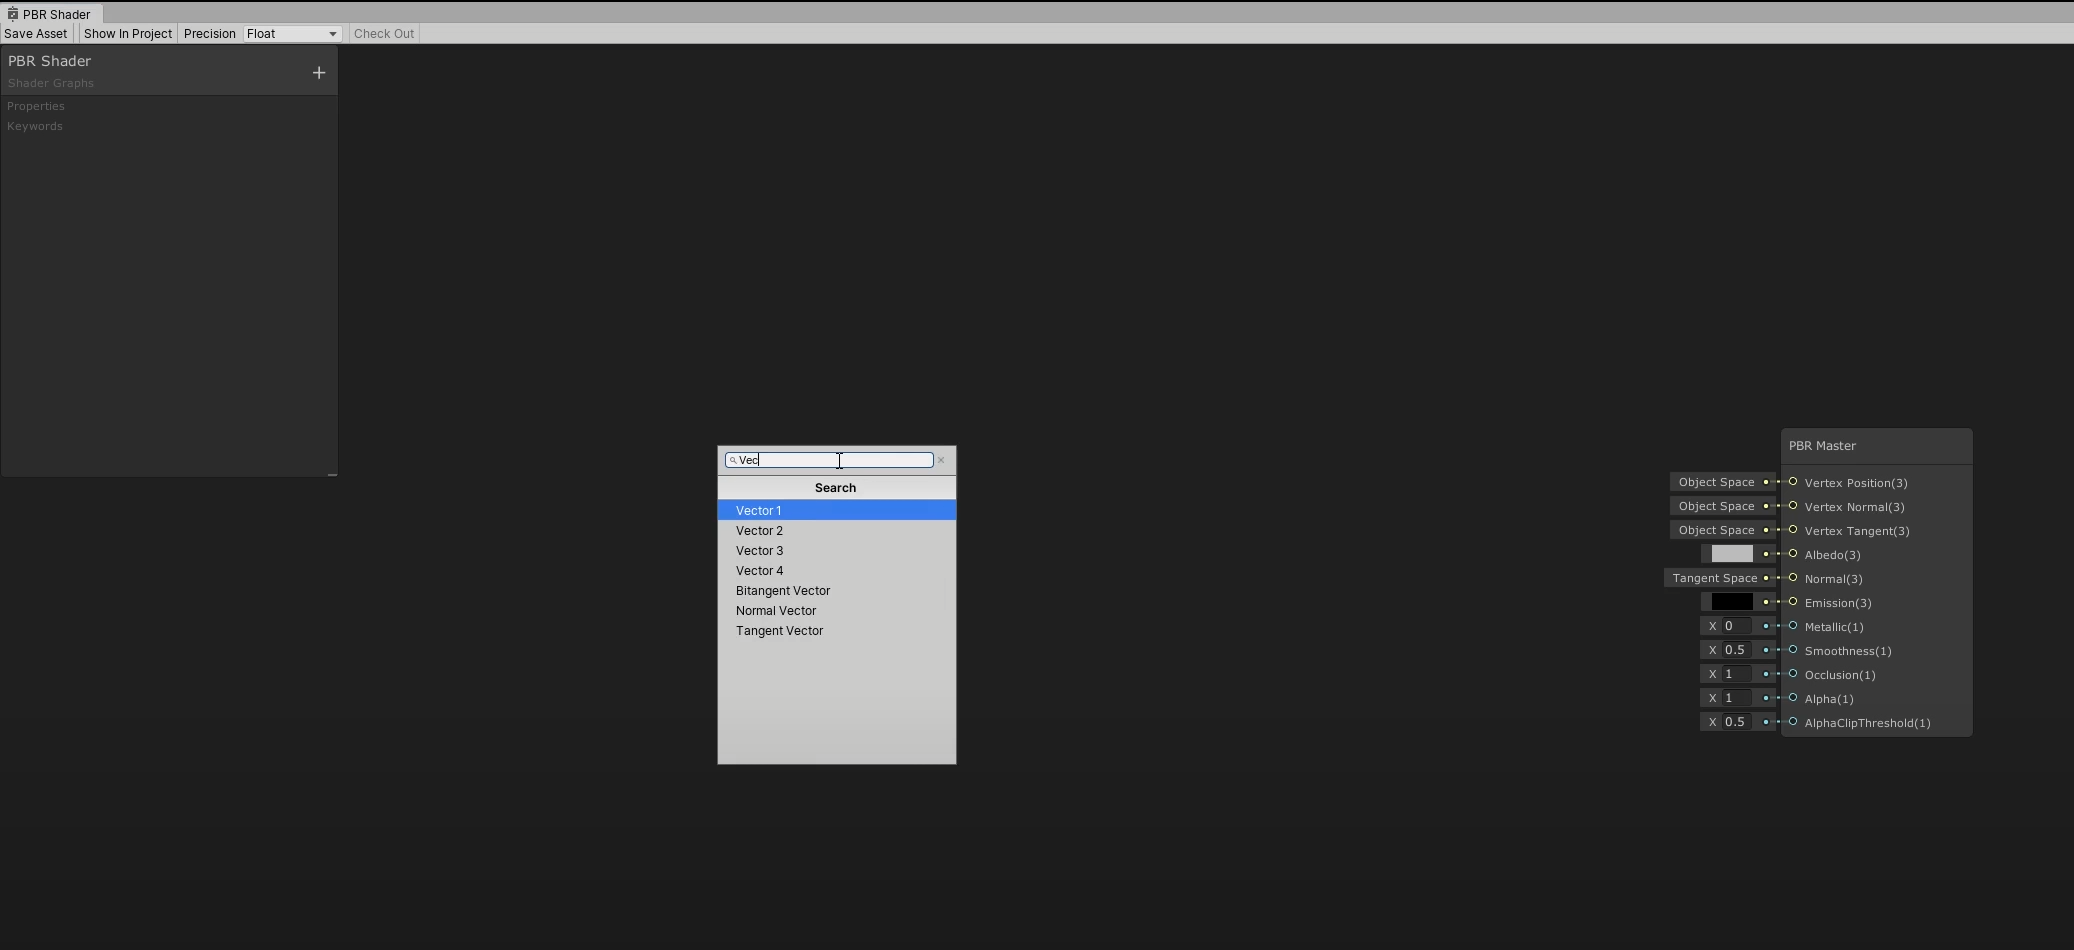 PBR Shader
Save Asset Show In Project Precision Float Check Out
PBR Shader
Shader Graphs
Properties
Keywords
Vec
Search
Vector 1
Vector 2
Vector 3
Vector 4
Bitangent Vector
Normal Vector
Tangent Vector
PBR Master
Object Space Vertex Position(3)
Object Space Vertex Normal(3)
Object Space Vertex Tangent(3)
Albedo(3)
Tangent Space Normal(3)
Emission(3)
X 0 Metallic(1)
X 0.5 Smoothness(1)
X 1 Occlusion(1)
X 1 Alpha(1)
X 0.5 AlphaClipThreshold(1)